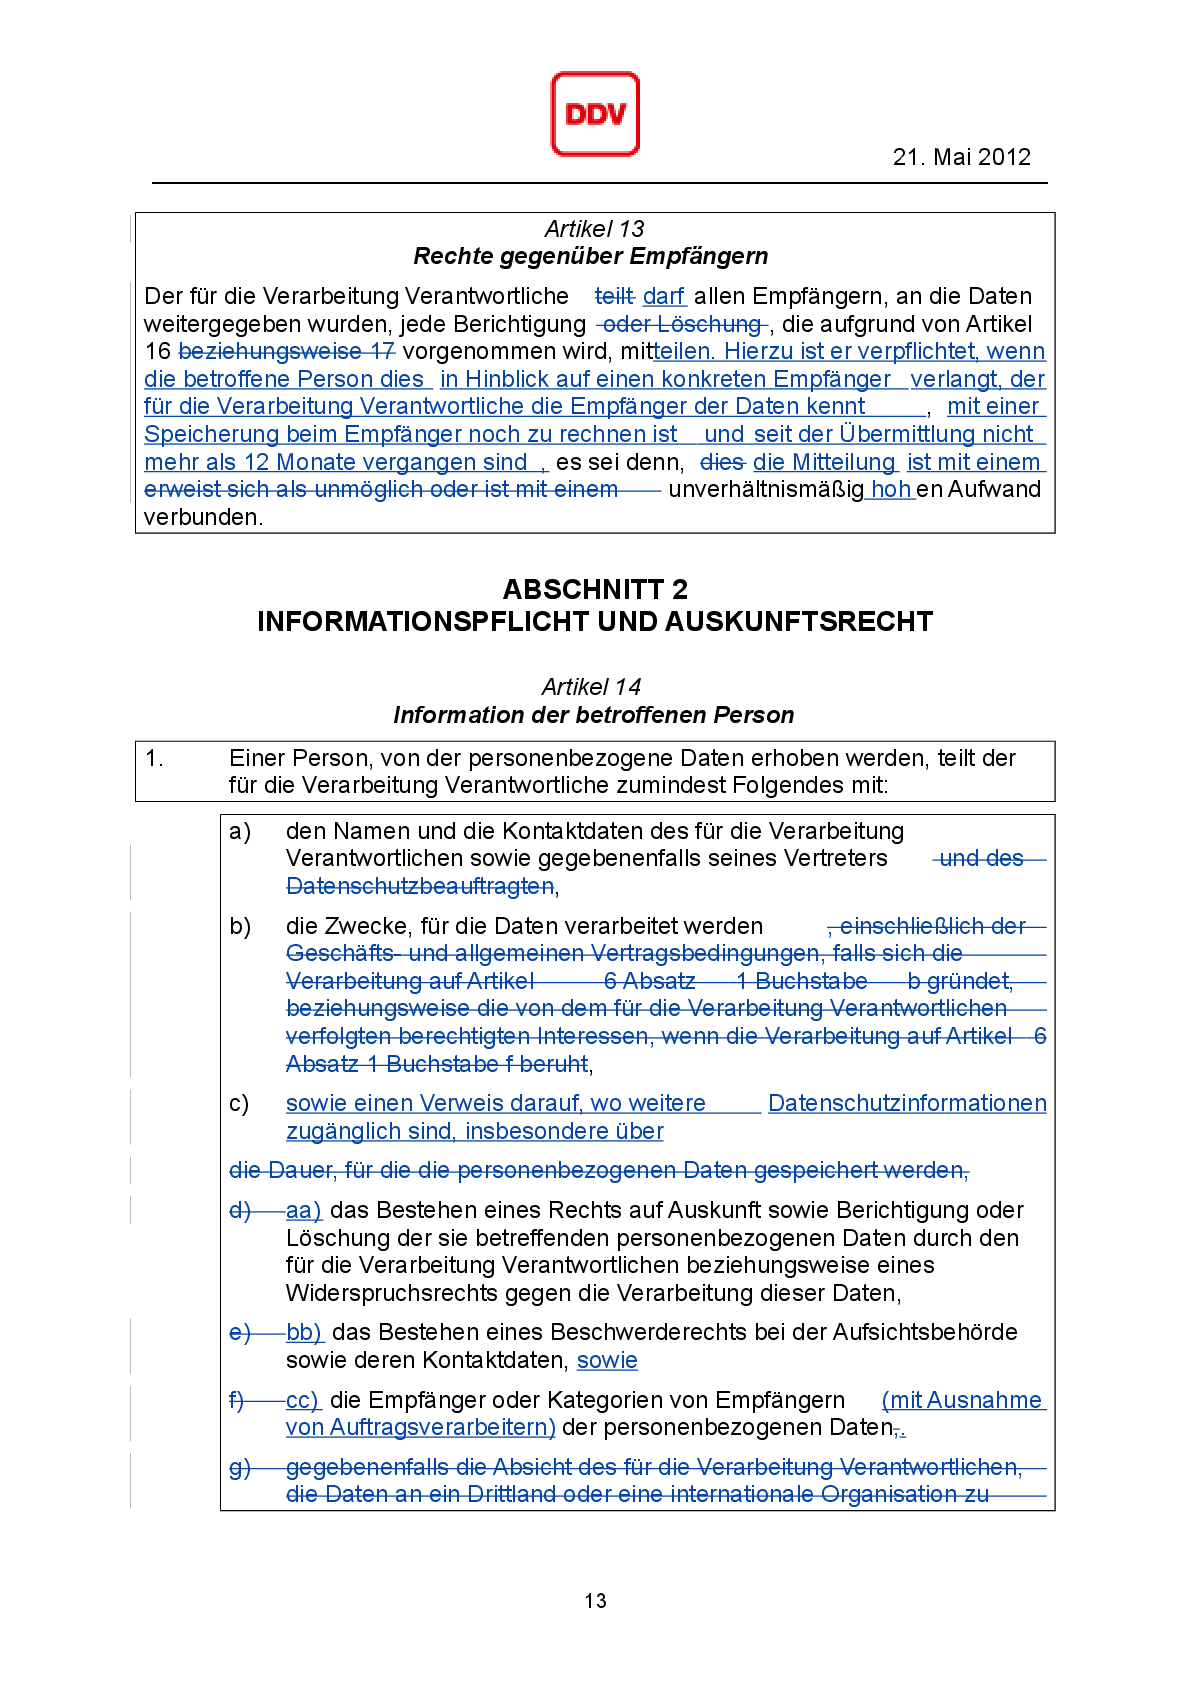 DDV
21. Mai 2012
Artikel 13
Rechte gegenüber Empfängern
Der für die Verarbeitung Verantwortliche teilt darf allen Empfängern, an die Daten
weitergegeben wurden, jede Berichtigung oder Löschung , die aufgrund von Artikel
16 beziehungsweise 17 vorgenommen wird, mitteilen. Hierzu ist er verpflichtet, wenn
die betroffene Person dies in Hinblick auf einen konkreten Empfänger verlangt, der
für die Verarbeitung Verantwortliche die Empfänger der Daten kennt , mit einer
Speicherung beim Empfänger noch zu rechnen ist und seit der Übermittlung nicht
mehr als 12 Monate vergangen sind , es sei denn, dies die Mitteilung ist mit einem
erweist sich als unmöglich oder ist mit einem unverhältnismäßig hoh en Aufwand
verbunden.
ABSCHNITT 2
INFORMATIONSPFLICHT UND AUSKUNFTSRECHT
Artikel 14
Information der betroffenen Person
1. Einer Person, von der personenbezogene Daten erhoben werden, teilt der
für die Verarbeitung Verantwortliche zumindest Folgendes mit:
a) den Namen und die Kontaktdaten des für die Verarbeitung
Verantwortlichen sowie gegebenenfalls seines Vertreters und des
Datenschutzbeauftragten,
b) die Zwecke, für die Daten verarbeitet werden , einschließlich der
Geschäfts- und allgemeinen Vertragsbedingungen, falls sich die
Verarbeitung auf Artikel 6 Absatz 1 Buchstabe b gründet,
beziehungsweise die von dem für die Verarbeitung Verantwortlichen
verfolgten berechtigten Interessen, wenn die Verarbeitung auf Artikel 6
Absatz 1 Buchstabe f beruht,
c) sowie einen Verweis darauf, wo weitere Datenschutzinformationen
zugänglich sind, insbesondere über
die Dauer, für die die personenbezogenen Daten gespeichert werden,
d) aa) das Bestehen eines Rechts auf Auskunft sowie Berichtigung oder
Löschung der sie betreffenden personenbezogenen Daten durch den
für die Verarbeitung Verantwortlichen beziehungsweise eines
Widerspruchsrechts gegen die Verarbeitung dieser Daten,
e) bb) das Bestehen eines Beschwerderechts bei der Aufsichtsbehörde
sowie deren Kontaktdaten, sowie
f) cc) die Empfänger oder Kategorien von Empfängern (mit Ausnahme
von Auftragsverarbeitern) der personenbezogenen Daten,.
g) gegebenenfalls die Absicht des für die Verarbeitung Verantwortlichen,
die Daten an ein Drittland oder eine internationale Organisation zu
13